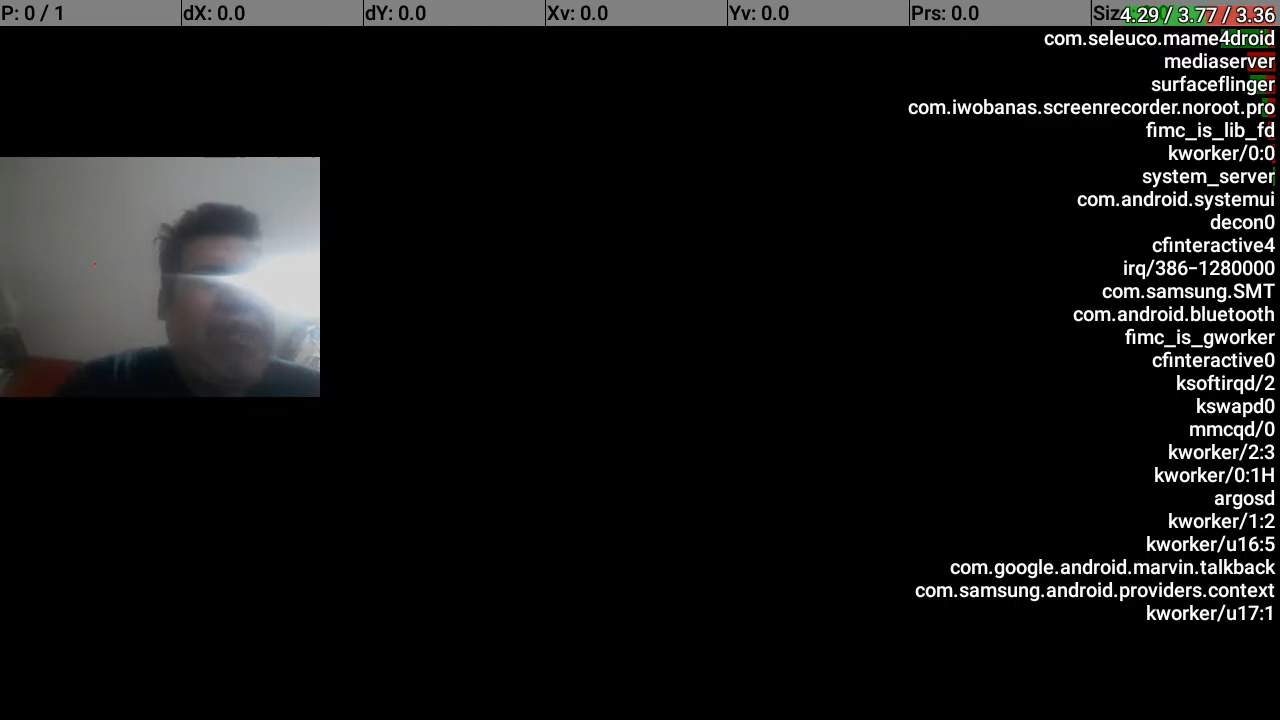 P: 0 / 1 dX: 0.0 dY: 0.0 Xv: 0.0 Yv: 0.0 Prs: 0.0 4.29 / 3.77 / 3.36
com.seleuco.mame4droid
mediaserver
surfaceflinger
com.iwobanas.screenrecorder.noroot.pro
fimc_is_lib_fd
kworker/0:0
system_server
com.android.systemui
decon0
cfinteractive4
irq/386-1280000
com.samsung.SMT
com.android.bluetooth
fimc_is_gworker
cfinteractive0
ksoftirqd/2
kswapd0
mmcqd/0
kworker/2:3
kworker/0:1H
argosd
kworker/1:2
kworker/u16:5
com.google.android.marvin.talkback
com.samsung.android.providers.context
kworker/u17:1